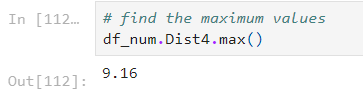 In [112…
# find the maximum values
df_num.Dist4.max()
Out[112]:
9.16